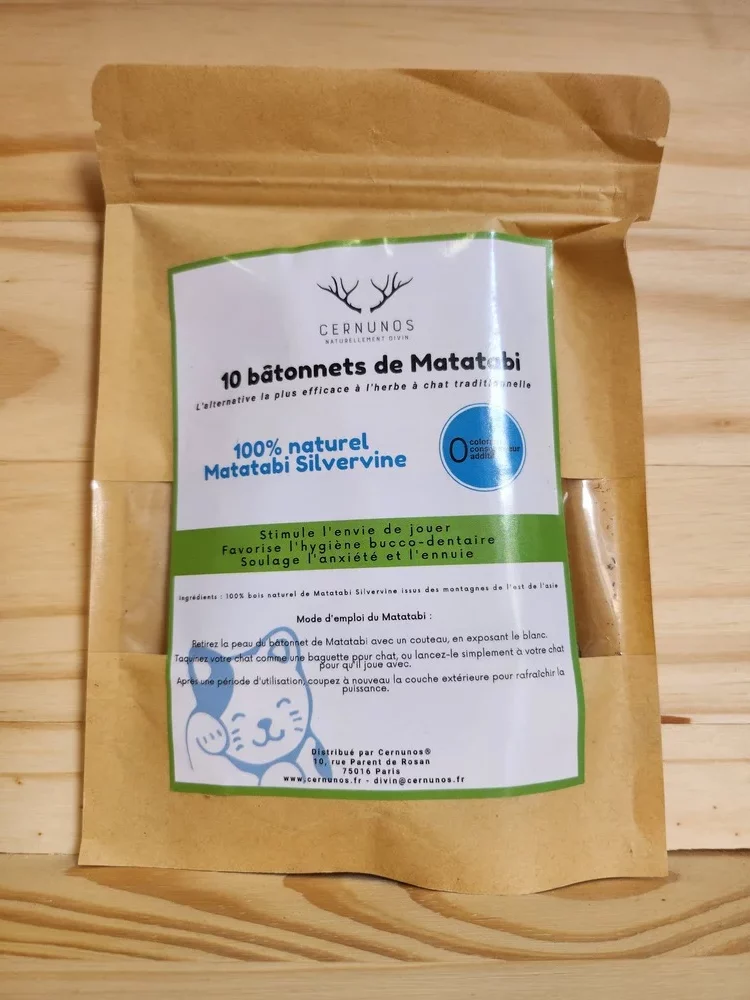 CERNUNOS
NATURELLEMENT DIVIN
10 bâtonnets de Matatabi
L'alternative la plus efficace à l'herbe à chat traditionnelle
100% naturel
Matatabi Silvervine
0
Stimule l'envie de jouer
Favorise l'hygiène bucco-dentaire
Soulage l'anxiété et l'ennuie
Ingrédients : 100% bois naturel de Matatabi Silvervine issus des montagnes de l'est de l'asie
Mode d'emploi du Matatabi :
Retirez la peau du bâtonnet de Matatabi avec un couteau, en exposant le blanc.
Taquinez votre chat comme une baguette pour chat, ou lancez-le simplement à votre chat
pour qu'il joue avec.
Après une période d'utilisation, coupez à nouveau la couche extérieure pour rafraîchir la
puissance.
Distribué par Cernunos®
10, rue Parent de Rosan
75016 Paris
www.cernunos.fr - divin@cernunos.fr